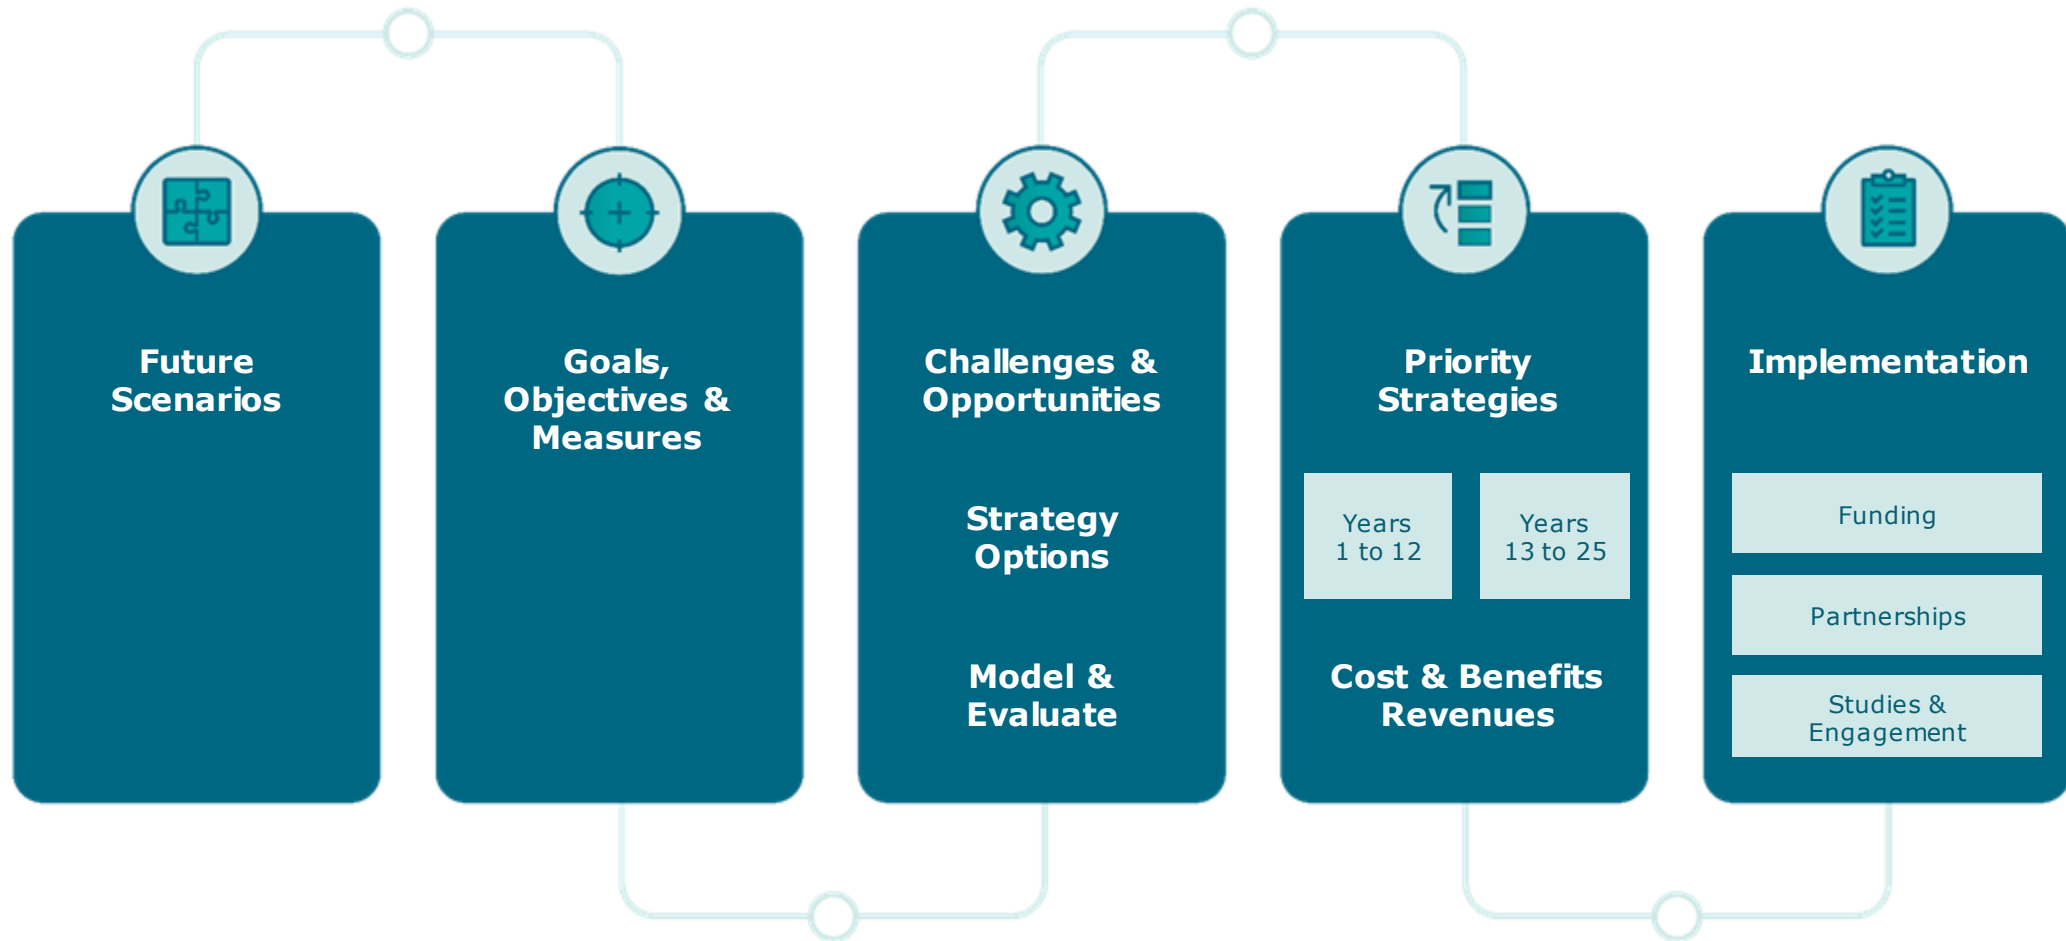 Future
Scenarios
Goals,
Objectives &
Measures
Challenges &
Opportunities
Strategy
Options
Model &
Evaluate
Priority
Strategies
Years
1 to 12
Years
13 to 25
Cost & Benefits
Revenues
Implementation
Funding
Partnerships
Studies &
Engagement